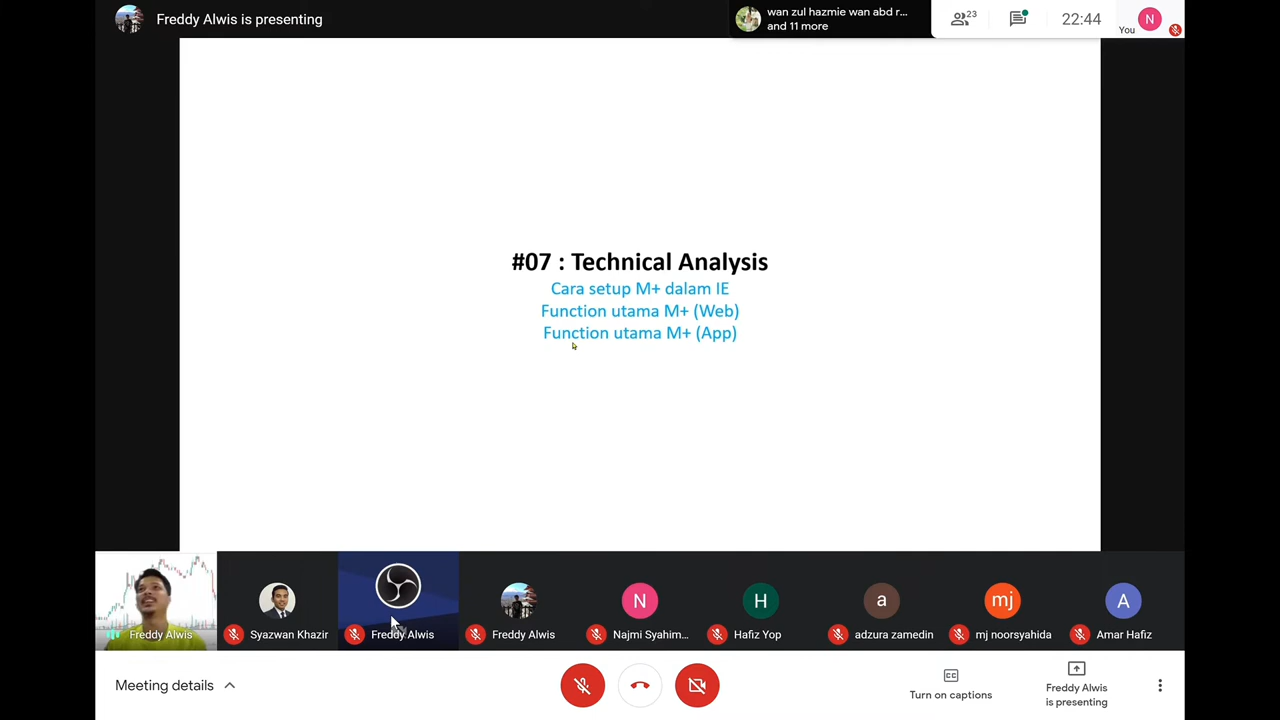 Freddy Alwis is presenting
wan zul hazmie wan abd r...
and 11 more
23
22:44
You
N
#07 : Technical Analysis
Cara setup M+ dalam IE
Function utama M+ (Web)
Function utama M+ (App)
Freddy Alwis
Syazwan Khazir
Freddy Alwis
Freddy Alwis
N
Najmi Syahim...
H
Hafiz Yop
a
adzura zamedin
mj
mj noorsyahida
A
Amar Hafiz
Meeting details
CC
Turn on captions
Freddy Alwis
is presenting